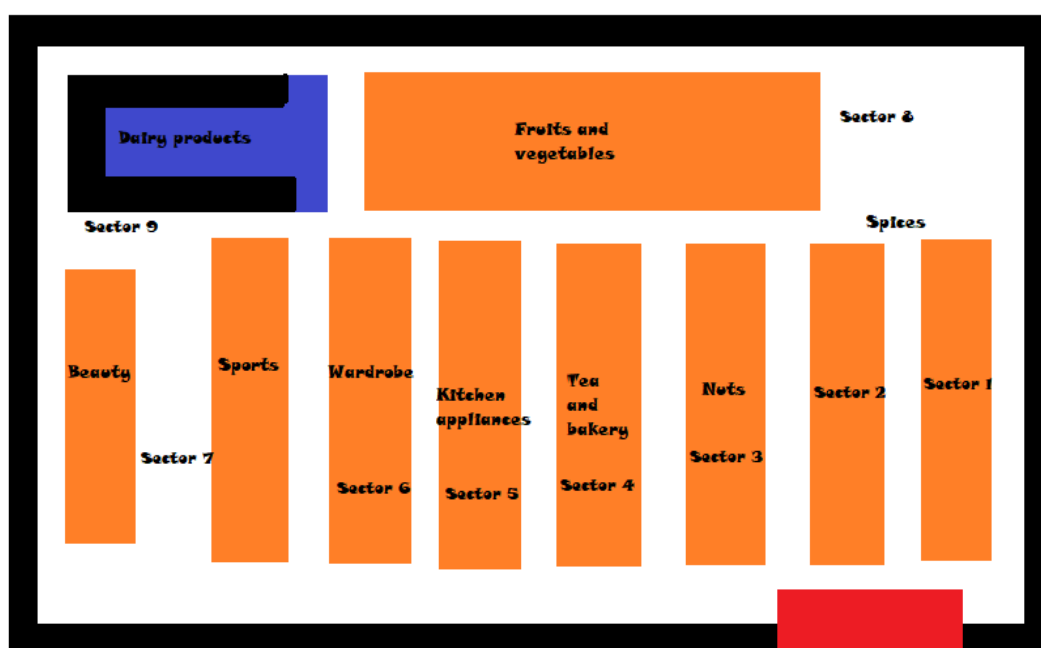 Dairy products
Fruits and
vegetables
Sector 8
Sector 9
Spices
Beauty
Sector 7
Sports
Wardrobe
Sector 6
Kitchen
appliances
Sector 5
Tea
and
bakery
Sector 4
Nuts
Sector 3
Sector 2
Sector 1